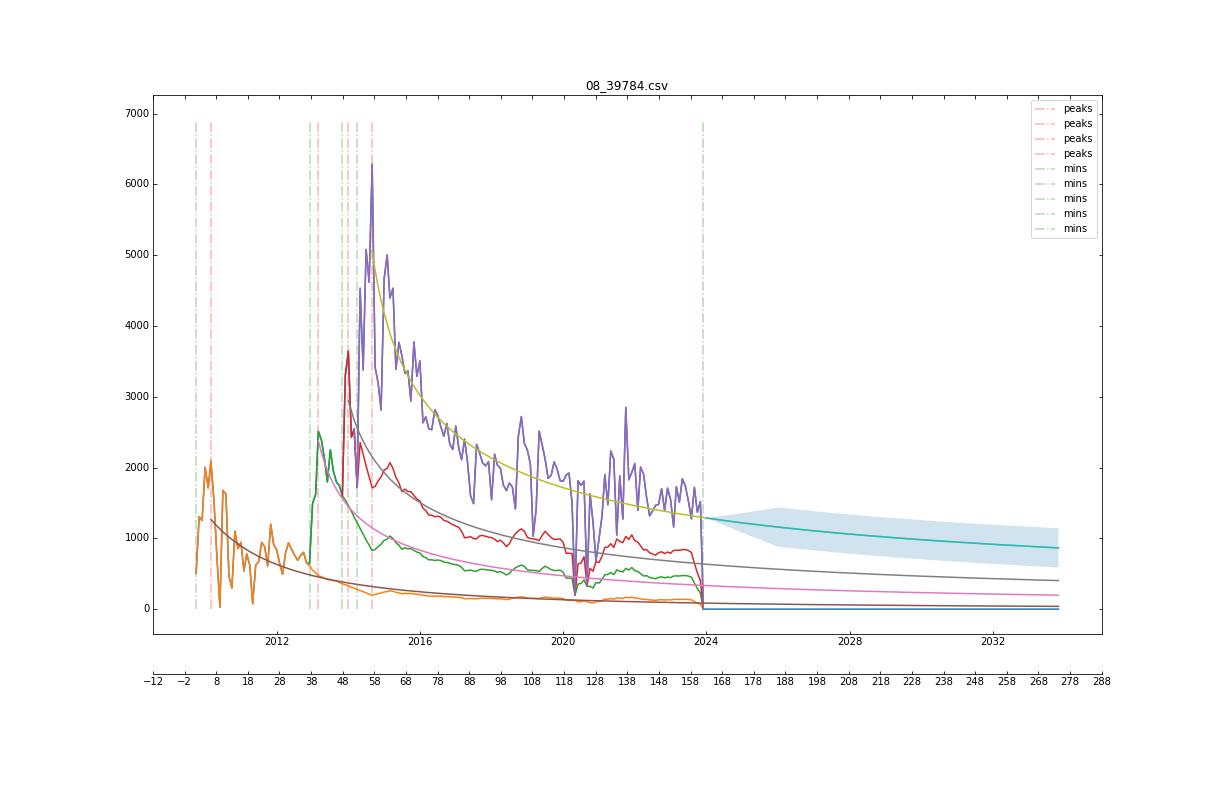 08_39784.csv
7000
6000
5000
4000
3000
2000
1000
0
peaks
peaks
peaks
peaks
mins
mins
mins
mins
mins
2012 2016 2020 2024 2028 2032
−12 −2 8 18 28 38 48 58 68 78 88 98 108 118 128 138 148 158 168 178 188 198 208 218 228 238 248 258 268 278 288